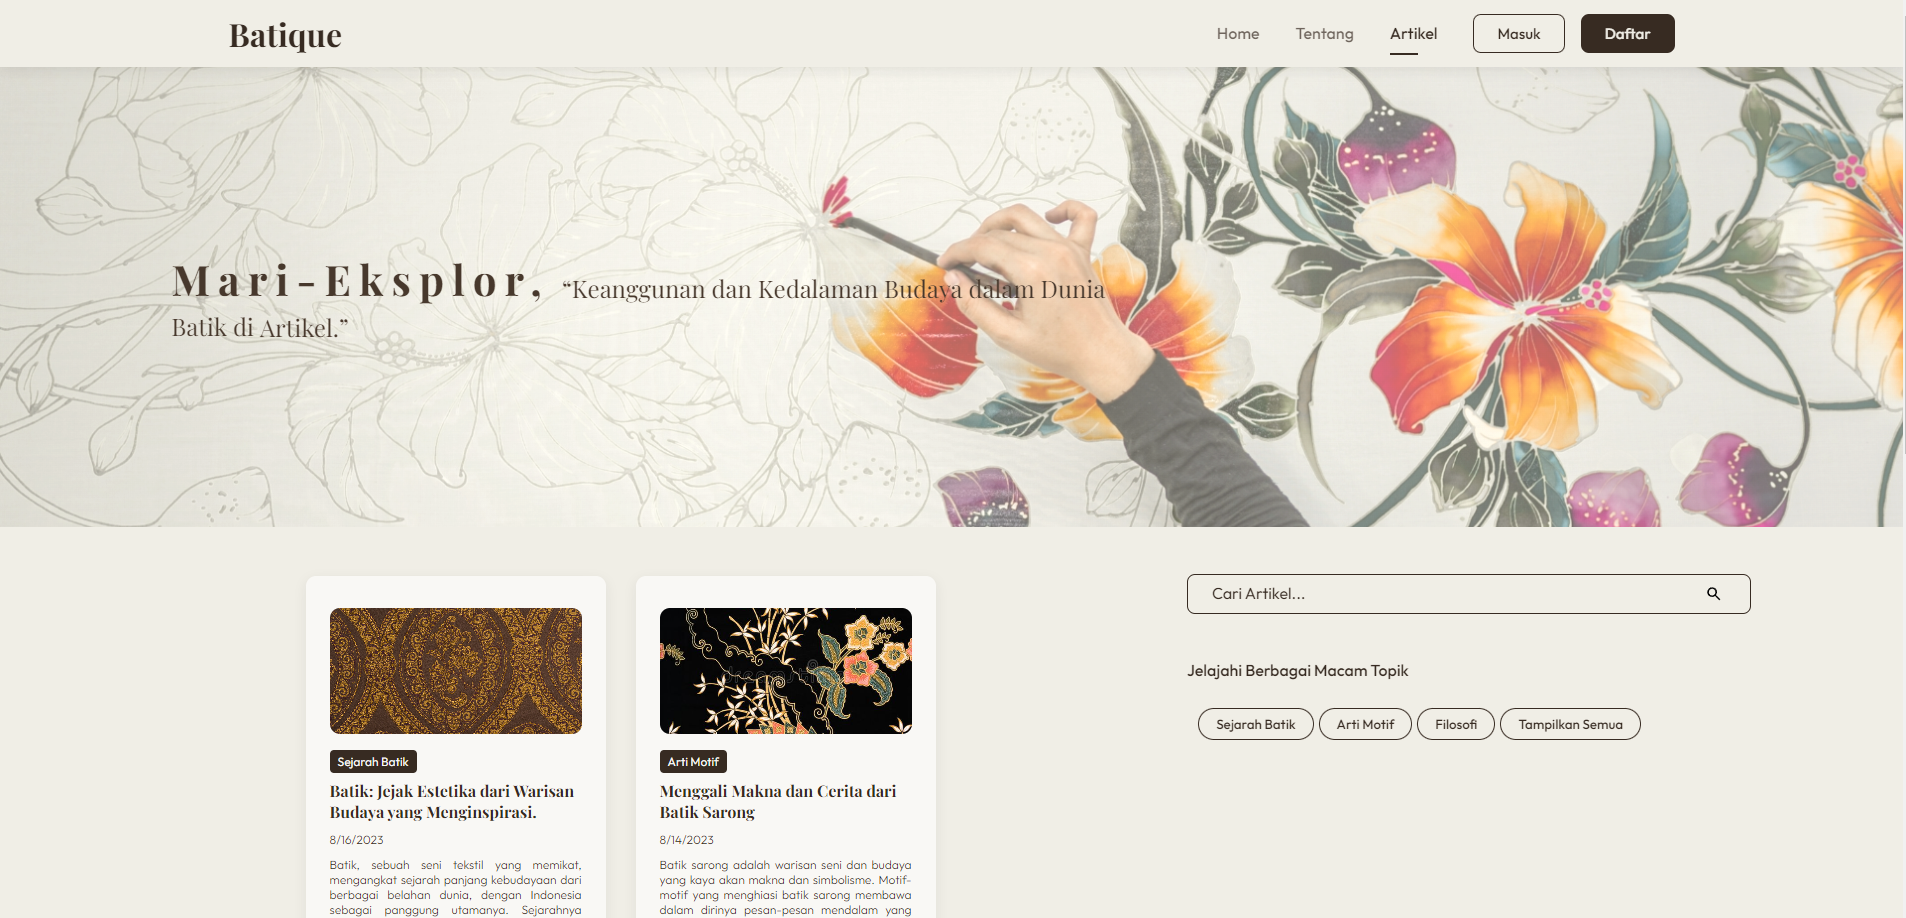 Batique
Home Tentang Artikel Masuk Daftar
Mari-Eksplor, “Keanggunan dan Kedalaman Budaya dalam Dunia
Batik di Artikel.”
Cari Artikel...
Jelajahi Berbagai Macam Topik
Sejarah Batik Arti Motif Filosofi Tampilkan Semua
Sejarah Batik
Batik: Jejak Estetika dari Warisan
Budaya yang Menginspirasi.
8/16/2023
Batik, sebuah seni tekstil yang memikat,
mengangkat sejarah panjang kebudayaan dari
berbagai belahan dunia, dengan Indonesia
sebagai panggung utamanya. Sejarahnya
Arti Motif
Menggali Makna dan Cerita dari
Batik Sarong
8/14/2023
Batik sarong adalah warisan seni dan budaya
yang kaya akan makna dan simbolisme. Motif-
motif yang menghiasi batik sarong membawa
dalam dirinya pesan-pesan mendalam yang